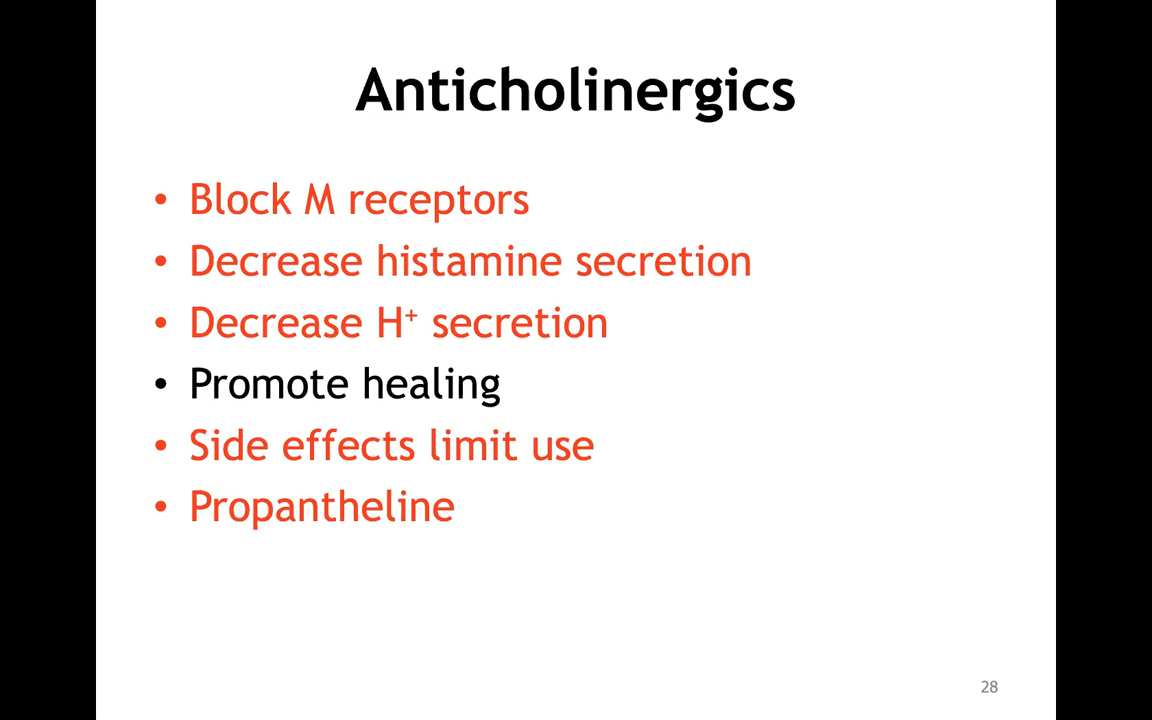 Anticholinergics
• Block M receptors
• Decrease histamine secretion
• Decrease H⁺ secretion
• Promote healing
• Side effects limit use
• Propantheline
28